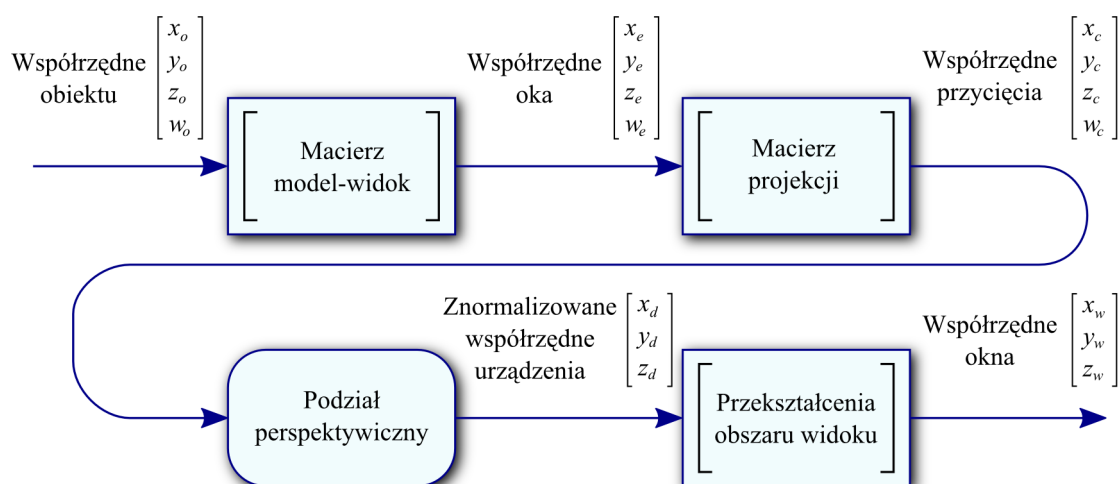 Współrzędne
obiektu
x_o
y_o
z_o
w_o
Macierz
model-widok
Współrzędne
oka
x_e
y_e
z_e
w_e
Macierz
projekcji
Współrzędne
przycięcia
x_c
y_c
z_c
w_c
Podział
perspektywiczny
Znormalizowane
współrzędne
urządzenia
x_d
y_d
z_d
Przekształcenia
obszaru widoku
Współrzędne
okna
x_w
y_w
z_w